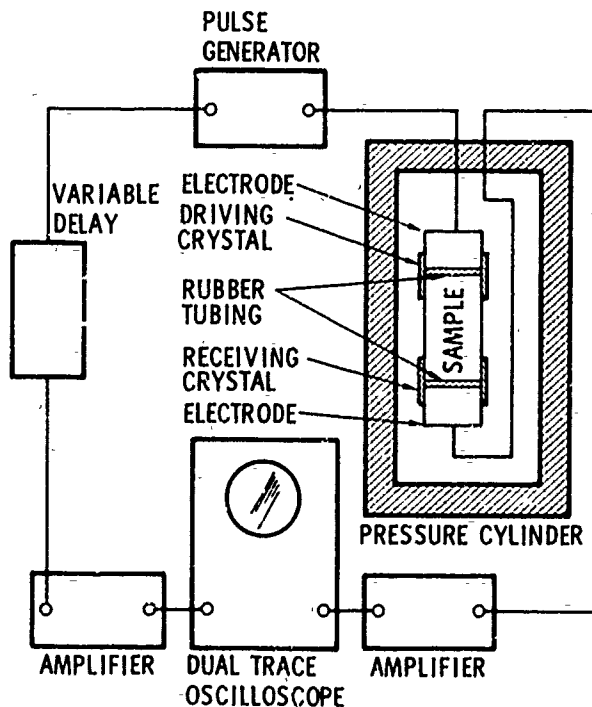 PULSE
GENERATOR
VARIABLE
DELAY
ELECTRODE
DRIVING
CRYSTAL
RUBBER
TUBING
RECEIVING
CRYSTAL
ELECTRODE
SAMPLE
PRESSURE CYLINDER
AMPLIFIER
DUAL TRACE
OSCILLOSCOPE
AMPLIFIER